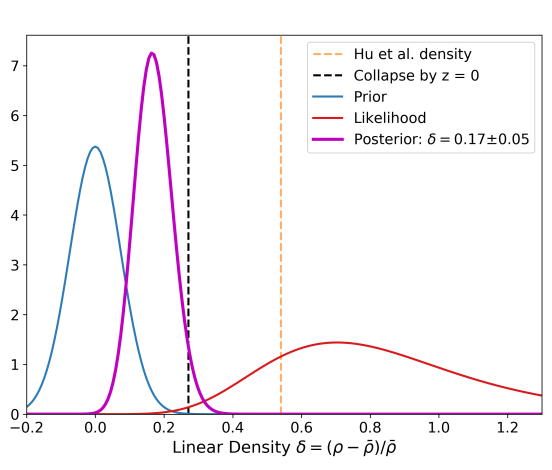 Hu et al. density
Collapse by z = 0
Prior
Likelihood
Posterior: δ = 0.17±0.05
7
6
5
4
3
2
1
0
−0.2 0.0 0.2 0.4 0.6 0.8 1.0 1.2
Linear Density δ = (ρ − ρ̄)/ρ̄